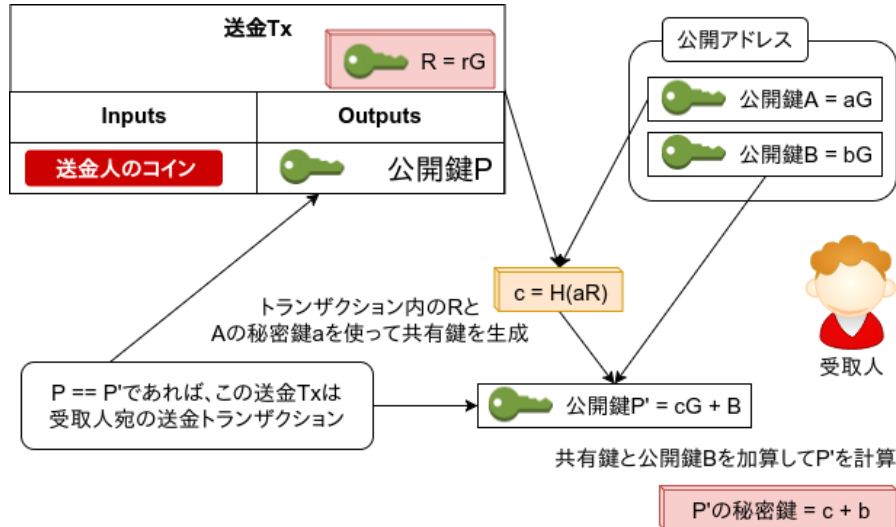 送金Tx
R = rG
Inputs
Outputs
送金人のコイン
公開鍵P
公開アドレス
公開鍵A = aG
公開鍵B = bG
c = H(aR)
トランザクション内のRと
Aの秘密鍵aを使って共有鍵を生成
受取人
P == P'であれば、この送金Txは
受取人宛の送金トランザクション
公開鍵P' = cG + B
共有鍵と公開鍵Bを加算してP'を計算
P'の秘密鍵 = c + b